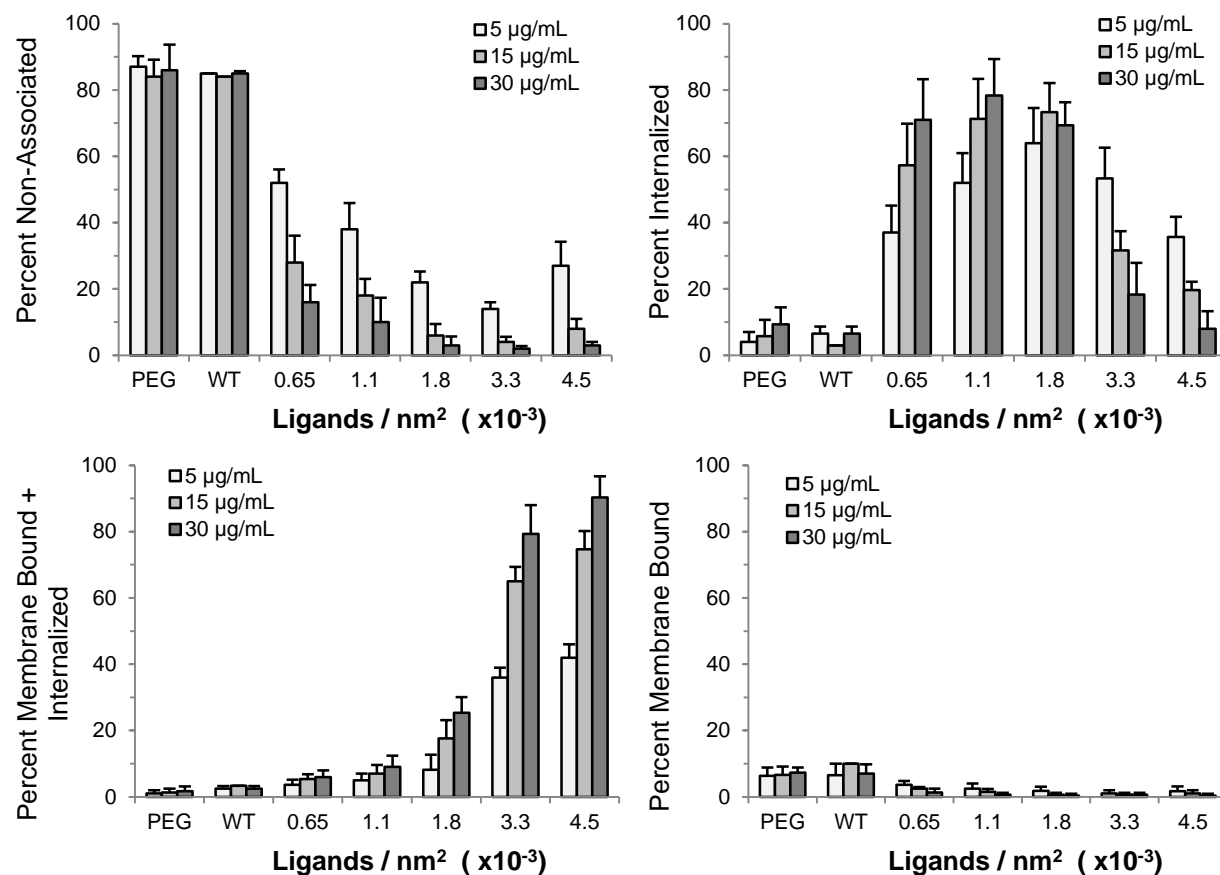 Percent Non-Associated
100
80
60
40
20
0
5 µg/mL
15 µg/mL
30 µg/mL
PEG WT 0.65 1.1 1.8 3.3 4.5
Ligands / nm² ( x10⁻³)
Percent Internalized
100
80
60
40
20
0
5 µg/mL
15 µg/mL
30 µg/mL
PEG WT 0.65 1.1 1.8 3.3 4.5
Ligands / nm² ( x10⁻³)
Percent Membrane Bound +
Internalized
100
80
60
40
20
0
5 µg/mL
15 µg/mL
30 µg/mL
PEG WT 0.65 1.1 1.8 3.3 4.5
Ligands / nm² ( x10⁻³)
Percent Membrane Bound
100
80
60
40
20
0
5 µg/mL
15 µg/mL
30 µg/mL
PEG WT 0.65 1.1 1.8 3.3 4.5
Ligands / nm² ( x10⁻³)